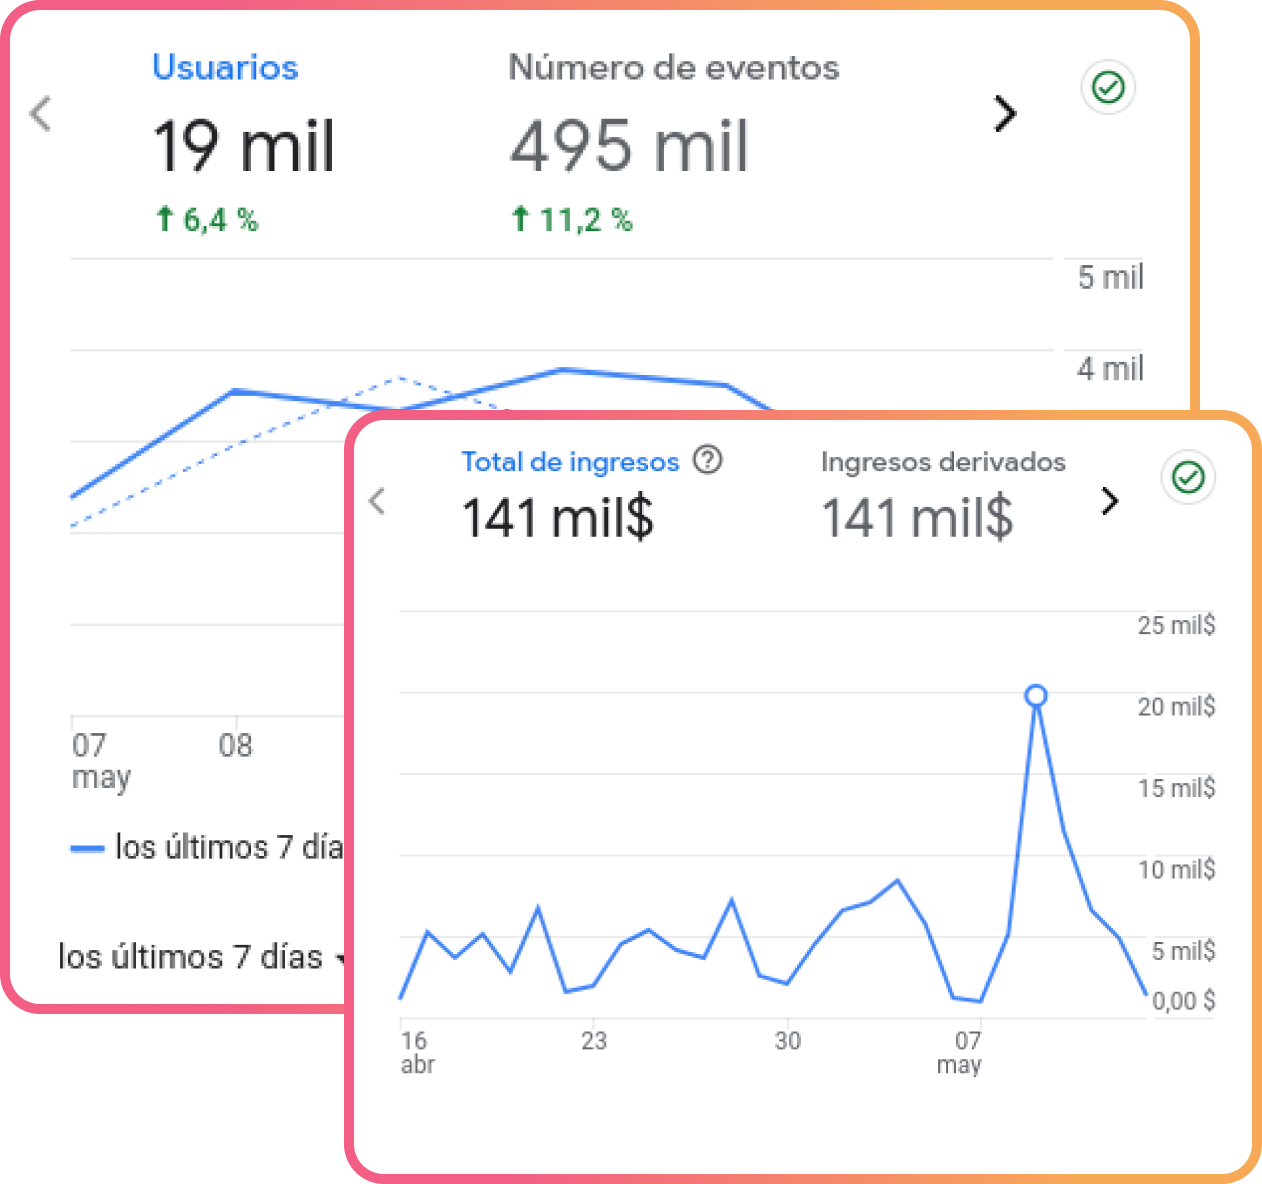 Usuarios
Número de eventos
19 mil
495 mil
↑ 6,4 %
↑ 11,2 %
5 mil
4 mil
07
may
08
los últimos 7 día
los últimos 7 días
Total de ingresos
Ingresos derivados
141 mil$
141 mil$
25 mil$
20 mil$
15 mil$
10 mil$
5 mil$
0,00 $
16
abr
23
30
07
may